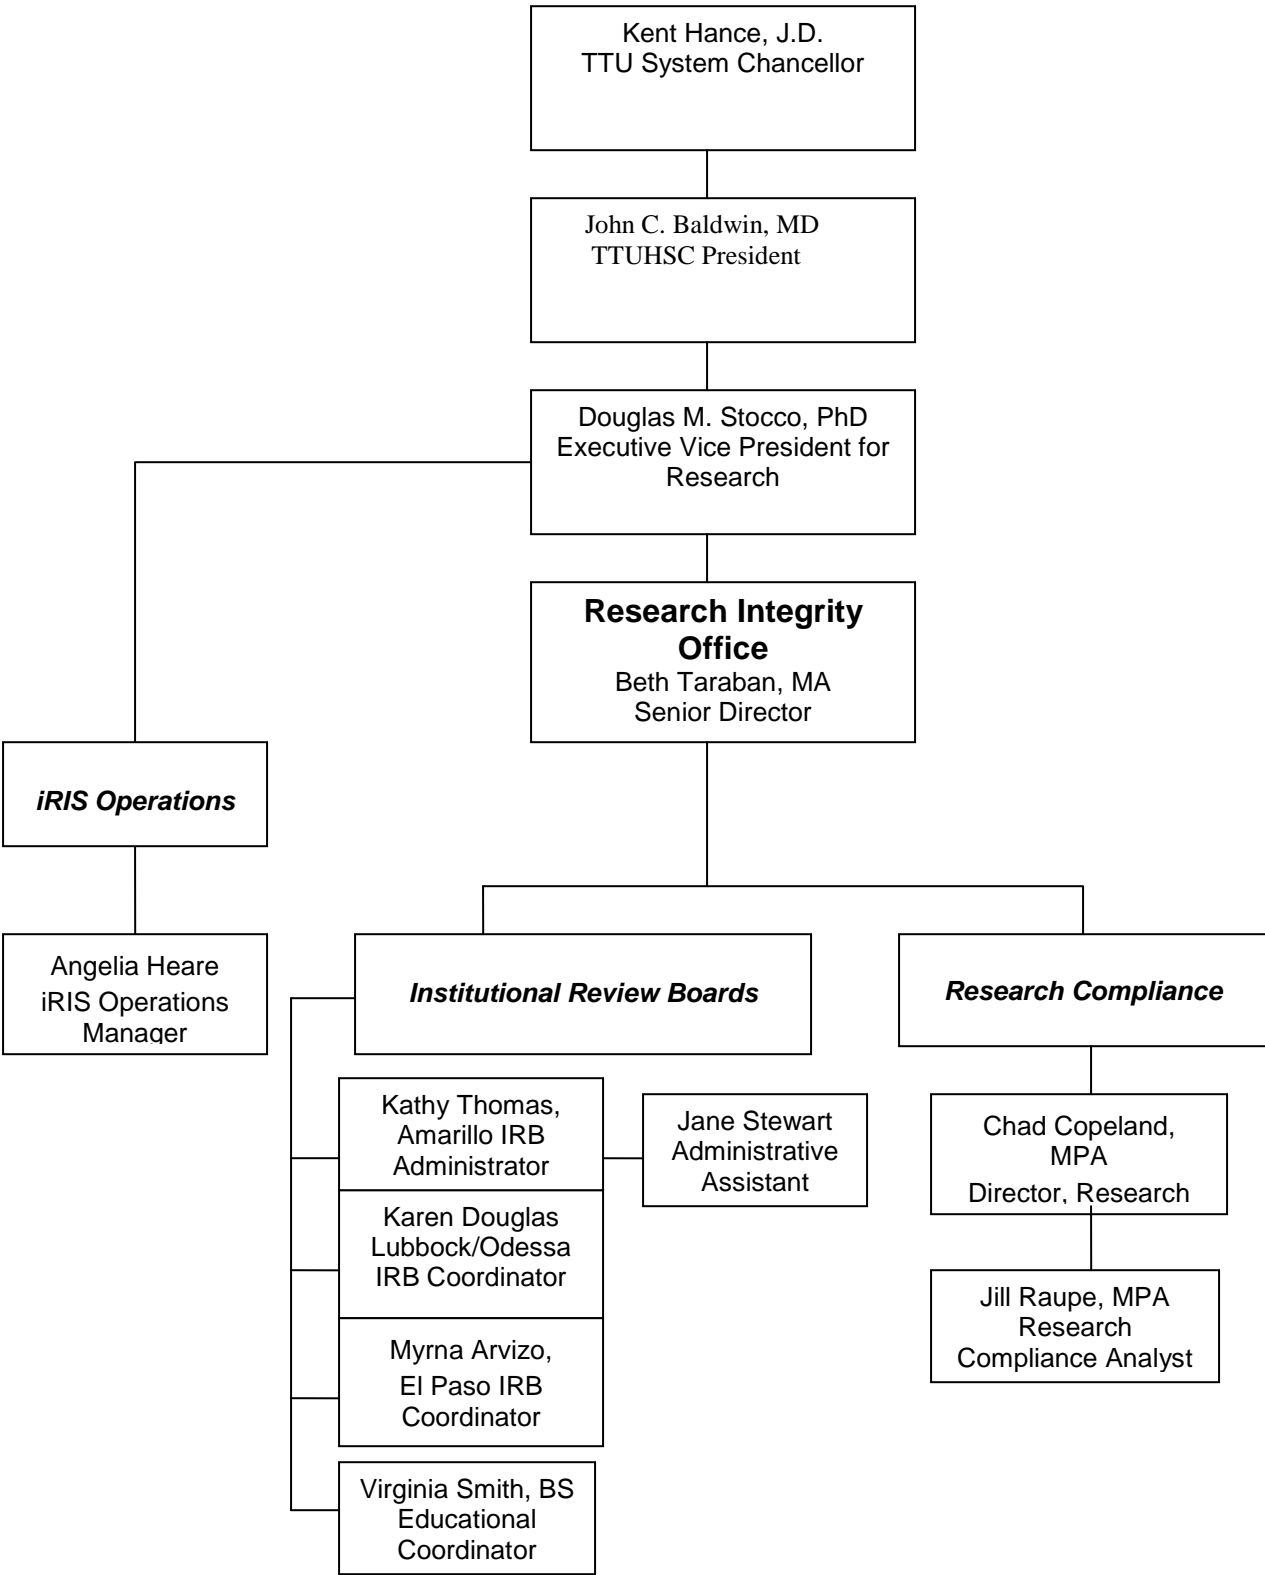 Kent Hance, J.D.
TTU System Chancellor
John C. Baldwin, MD
TTUHSC President
Douglas M. Stocco, PhD
Executive Vice President for
Research
Research Integrity
Office
Beth Taraban, MA
Senior Director
iRIS Operations
Angelia Heare
iRIS Operations
Manager
Institutional Review Boards
Kathy Thomas,
Amarillo IRB
Administrator
Jane Stewart
Administrative
Assistant
Karen Douglas
Lubbock/Odessa
IRB Coordinator
Myrna Arvizo,
El Paso IRB
Coordinator
Virginia Smith, BS
Educational
Coordinator
Research Compliance
Chad Copeland,
MPA
Director, Research
Jill Raupe, MPA
Research
Compliance Analyst